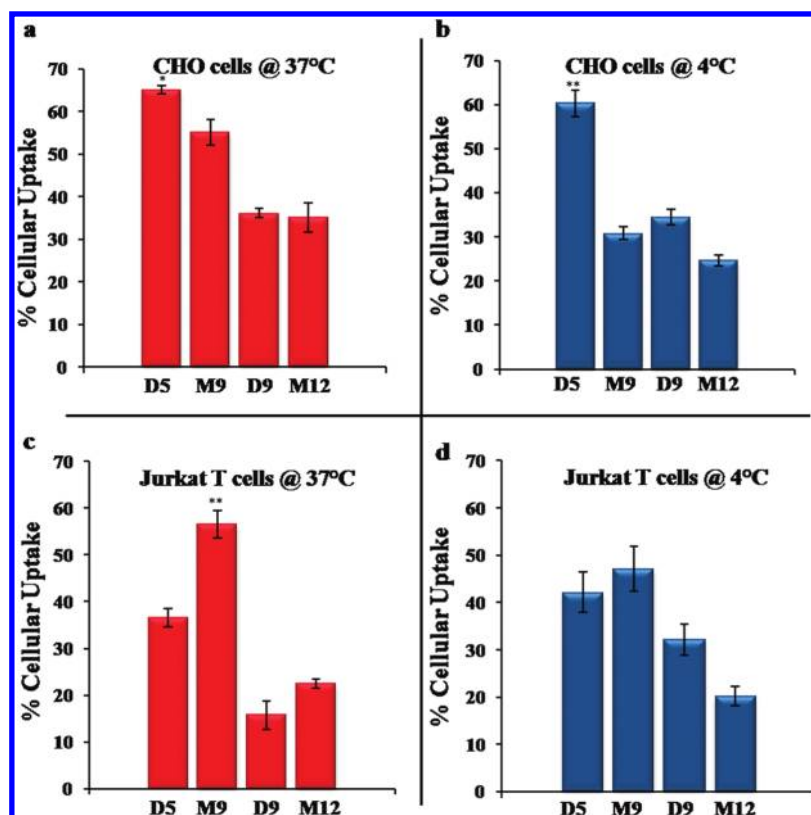 a
CHO cells @ 37°C
% Cellular Uptake
70
*
60
50
40
30
20
10
0
D5 M9 D9 M12
b
CHO cells @ 4°C
% Cellular Uptake
70
**
60
50
40
30
20
10
0
D5 M9 D9 M12
c
Jurkat T cells @ 37°C
% Cellular Uptake
70
**
60
50
40
30
20
10
0
D5 M9 D9 M12
d
Jurkat T cells @ 4°C
% Cellular Uptake
70
60
50
40
30
20
10
0
D5 M9 D9 M12